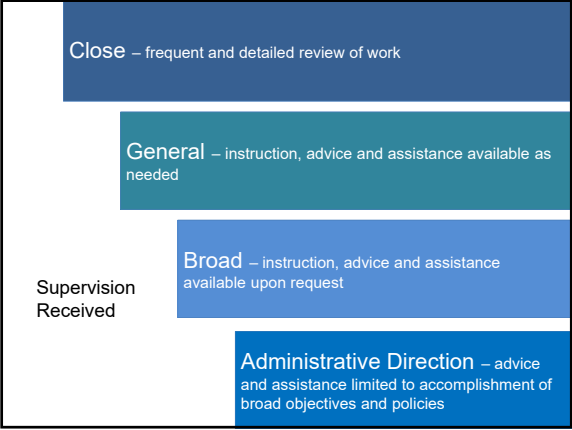 Close – frequent and detailed review of work
General – instruction, advice and assistance available as
needed
Broad – instruction, advice and assistance
available upon request
Supervision
Received
Administrative Direction – advice
and assistance limited to accomplishment of
broad objectives and policies